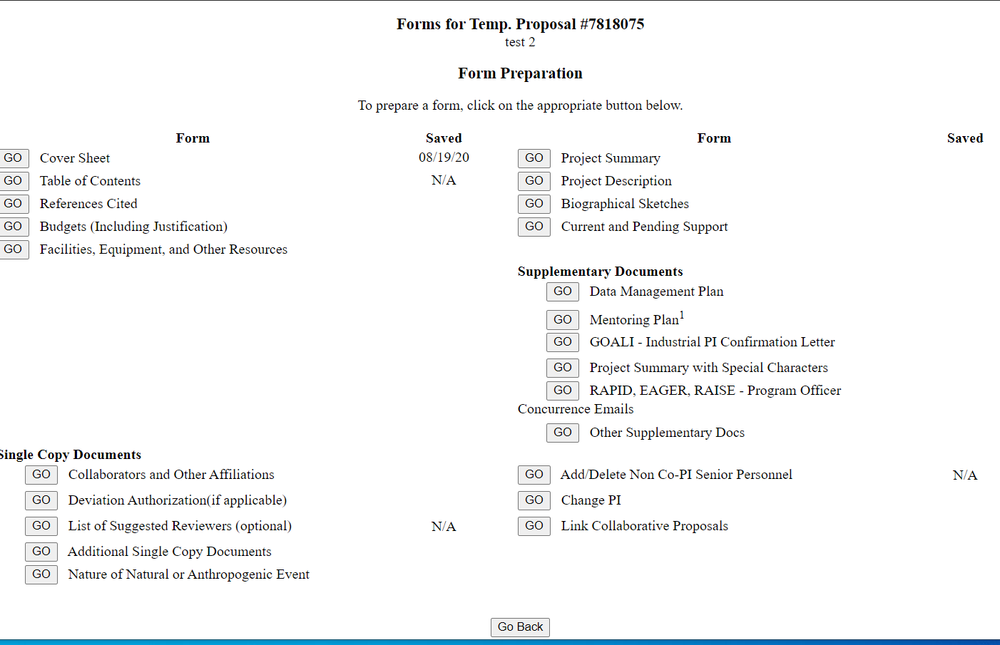 Forms for Temp. Proposal #7818075
test 2
Form Preparation
To prepare a form, click on the appropriate button below.
Form Saved Form Saved
GO Cover Sheet 08/19/20 GO Project Summary
GO Table of Contents N/A GO Project Description
GO References Cited GO Biographical Sketches
GO Budgets (Including Justification) GO Current and Pending Support
GO Facilities, Equipment, and Other Resources
Supplementary Documents
GO Data Management Plan
GO Mentoring Plan1
GO GOALI - Industrial PI Confirmation Letter
GO Project Summary with Special Characters
GO RAPID, EAGER, RAISE - Program Officer
Concurrence Emails
GO Other Supplementary Docs
Single Copy Documents
GO Collaborators and Other Affiliations GO Add/Delete Non Co-PI Senior Personnel N/A
GO Deviation Authorization(if applicable) GO Change PI
GO List of Suggested Reviewers (optional) N/A GO Link Collaborative Proposals
GO Additional Single Copy Documents
GO Nature of Natural or Anthropogenic Event
Go Back